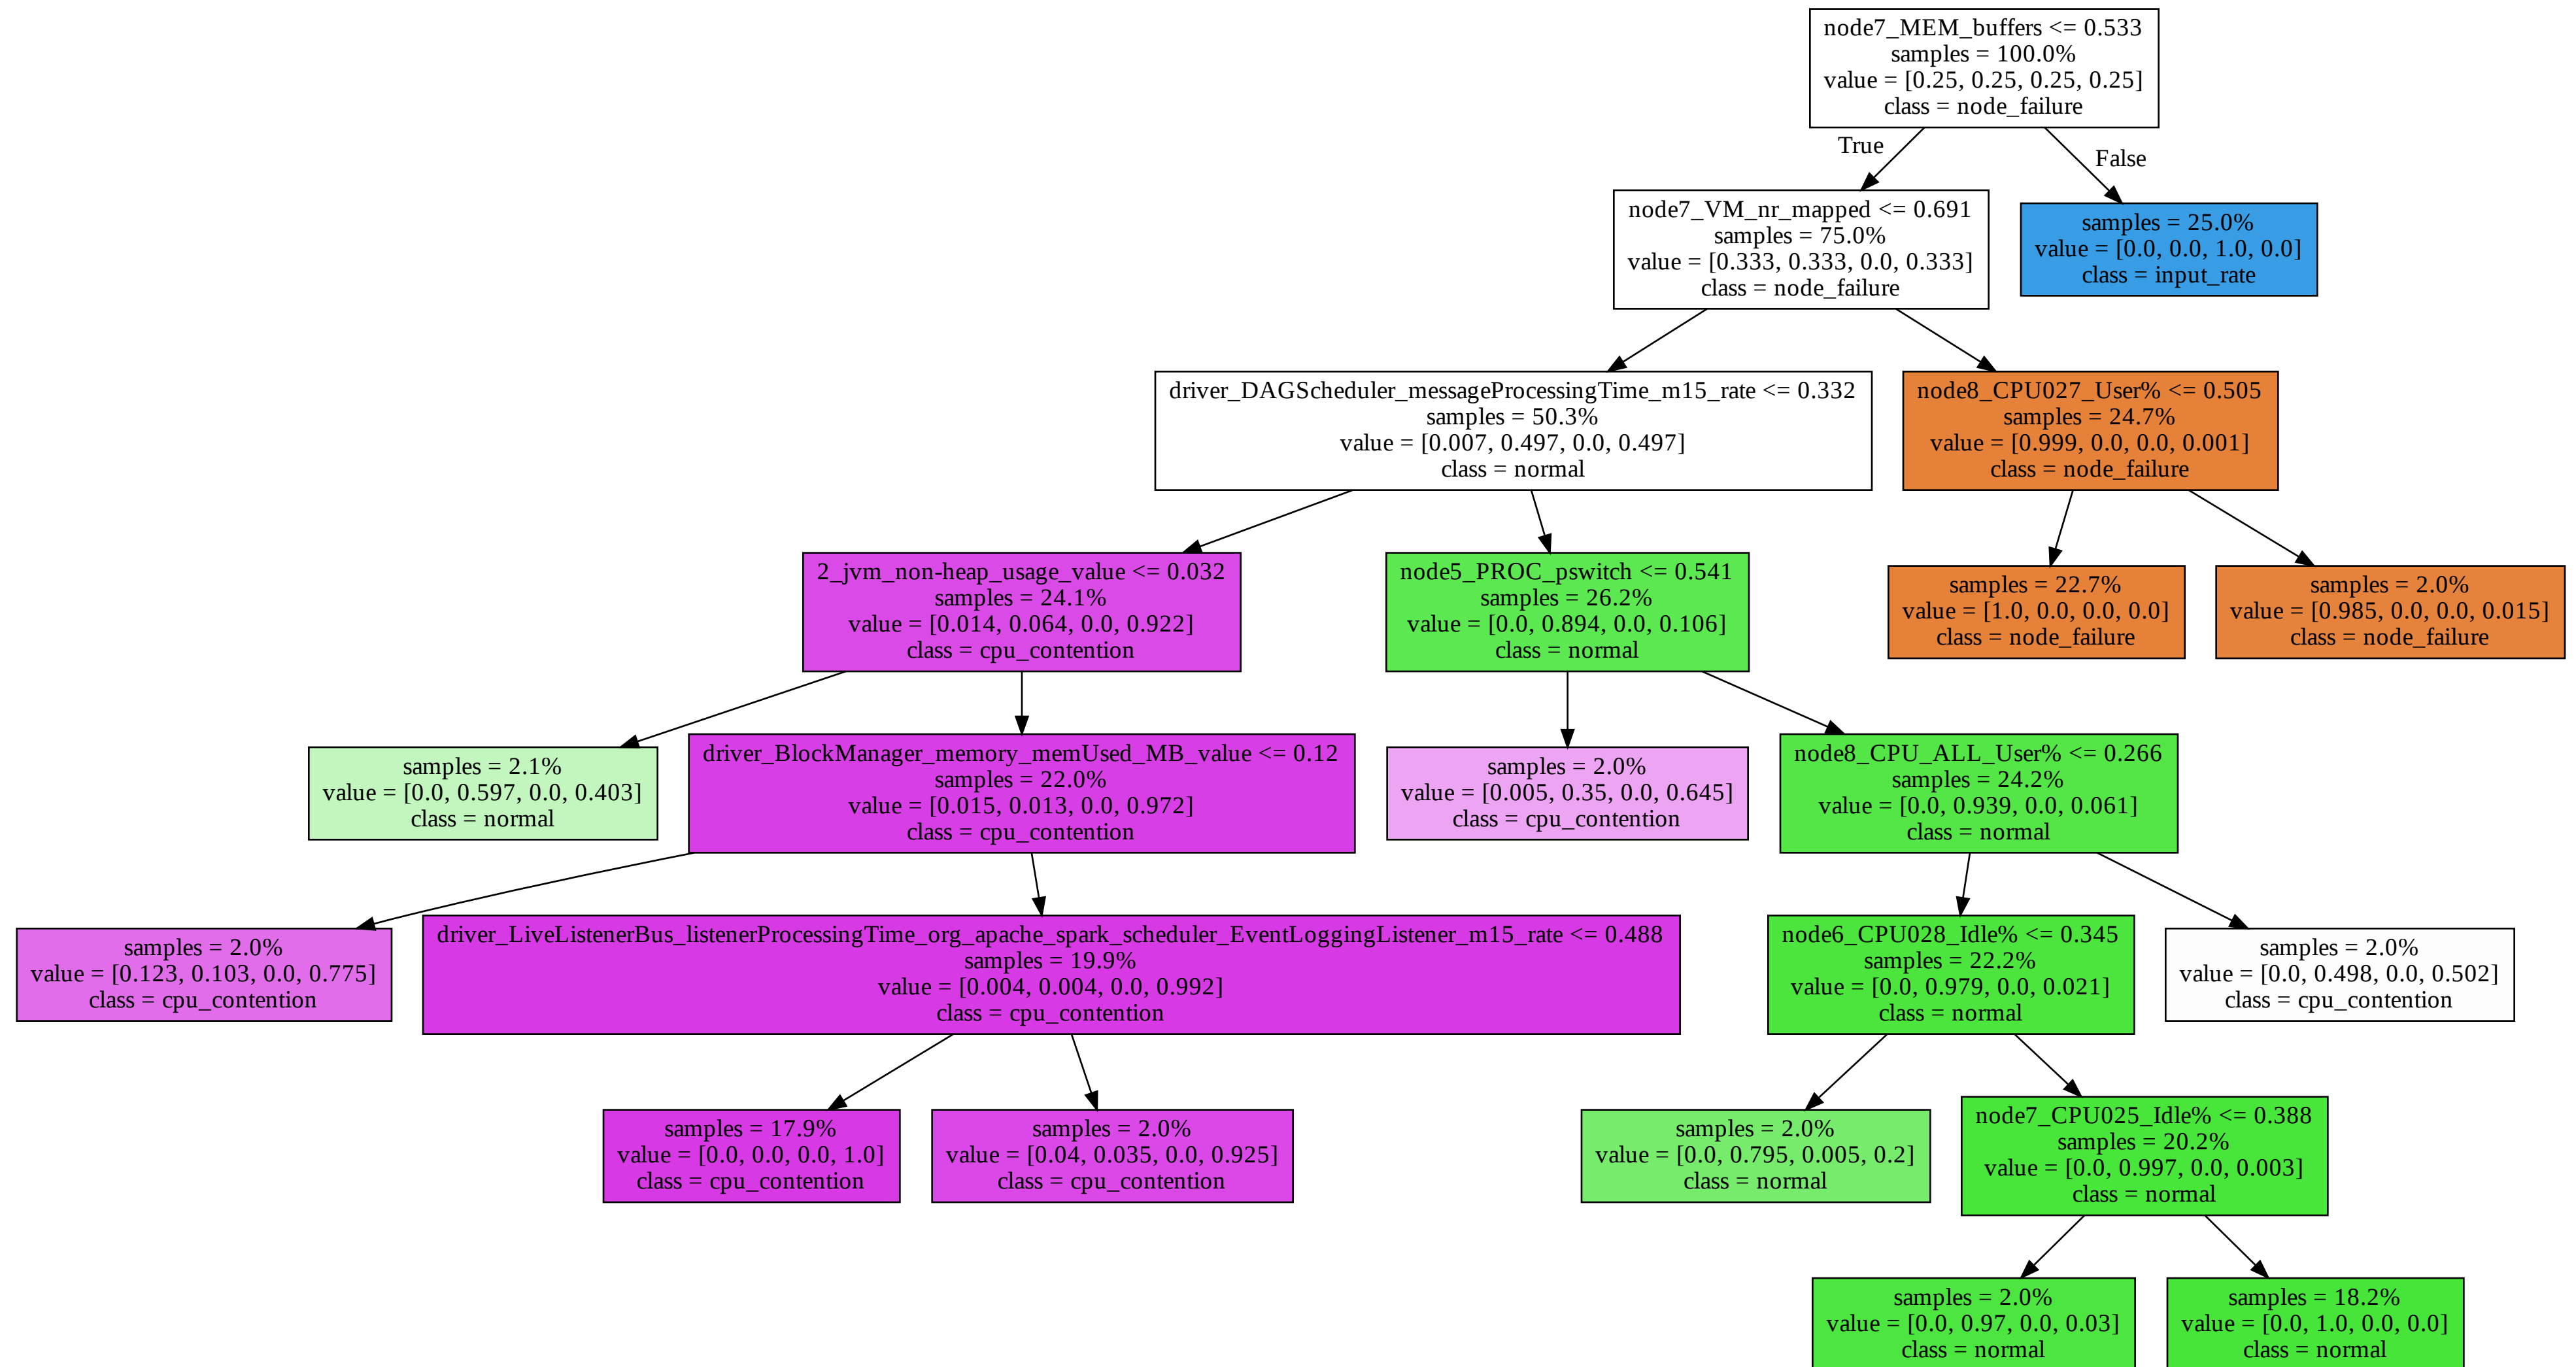 node7_MEM_buffers <= 0.533
samples = 100.0%
value = [0.25, 0.25, 0.25, 0.25]
class = node_failure
True
False
node7_VM_nr_mapped <= 0.691
samples = 75.0%
value = [0.333, 0.333, 0.0, 0.333]
class = node_failure
samples = 25.0%
value = [0.0, 0.0, 1.0, 0.0]
class = input_rate
driver_DAGScheduler_messageProcessingTime_m15_rate <= 0.332
samples = 50.3%
value = [0.007, 0.497, 0.0, 0.497]
class = normal
node8_CPU027_User% <= 0.505
samples = 24.7%
value = [0.999, 0.0, 0.0, 0.001]
class = node_failure
2_jvm_non-heap_usage_value <= 0.032
samples = 24.1%
value = [0.014, 0.064, 0.0, 0.922]
class = cpu_contention
node5_PROC_pswitch <= 0.541
samples = 26.2%
value = [0.0, 0.894, 0.0, 0.106]
class = normal
samples = 22.7%
value = [1.0, 0.0, 0.0, 0.0]
class = node_failure
samples = 2.0%
value = [0.985, 0.0, 0.0, 0.015]
class = node_failure
samples = 2.1%
value = [0.0, 0.597, 0.0, 0.403]
class = normal
driver_BlockManager_memory_memUsed_MB_value <= 0.12
samples = 22.0%
value = [0.015, 0.013, 0.0, 0.972]
class = cpu_contention
samples = 2.0%
value = [0.005, 0.35, 0.0, 0.645]
class = cpu_contention
node8_CPU_ALL_User% <= 0.266
samples = 24.2%
value = [0.0, 0.939, 0.0, 0.061]
class = normal
samples = 2.0%
value = [0.123, 0.103, 0.0, 0.775]
class = cpu_contention
driver_LiveListenerBus_listenerProcessingTime_org_apache_spark_scheduler_EventLoggingListener_m15_rate <= 0.488
samples = 19.9%
value = [0.004, 0.004, 0.0, 0.992]
class = cpu_contention
node6_CPU028_Idle% <= 0.345
samples = 22.2%
value = [0.0, 0.979, 0.0, 0.021]
class = normal
samples = 2.0%
value = [0.0, 0.498, 0.0, 0.502]
class = cpu_contention
samples = 17.9%
value = [0.0, 0.0, 0.0, 1.0]
class = cpu_contention
samples = 2.0%
value = [0.04, 0.035, 0.0, 0.925]
class = cpu_contention
samples = 2.0%
value = [0.0, 0.795, 0.005, 0.2]
class = normal
node7_CPU025_Idle% <= 0.388
samples = 20.2%
value = [0.0, 0.997, 0.0, 0.003]
class = normal
samples = 2.0%
value = [0.0, 0.97, 0.0, 0.03]
class = normal
samples = 18.2%
value = [0.0, 1.0, 0.0, 0.0]
class = normal